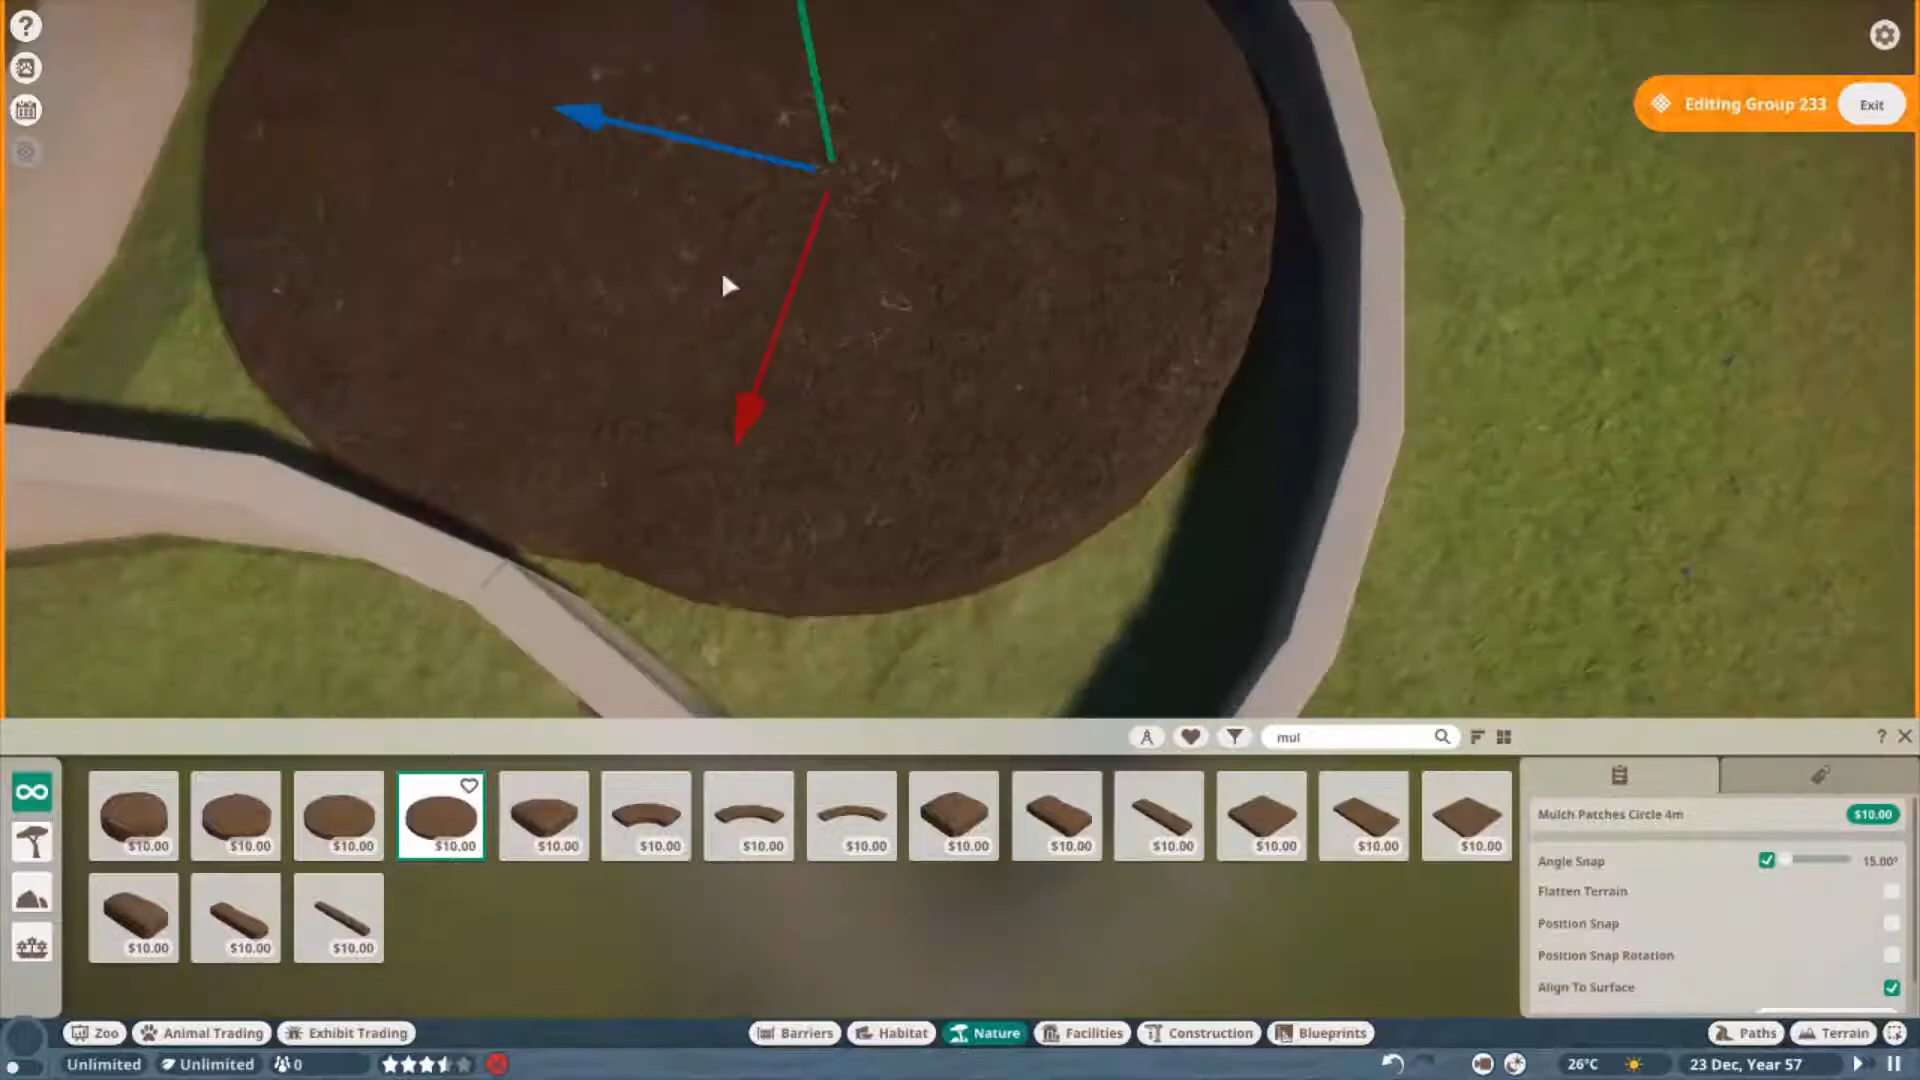 ?
Editing Group 233 Exit
mul
?
$10.00 $10.00 $10.00 $10.00 $10.00 $10.00 $10.00 $10.00 $10.00 $10.00 $10.00 $10.00 $10.00 $10.00
$10.00 $10.00 $10.00
Mulch Patches Circle 4m $10.00
Angle Snap 15.00°
Flatten Terrain
Position Snap
Position Snap Rotation
Align To Surface
Zoo Animal Trading Exhibit Trading Barriers Habitat Nature Facilities Construction Blueprints Paths Terrain
Unlimited Unlimited 0 26°C 23 Dec, Year 57